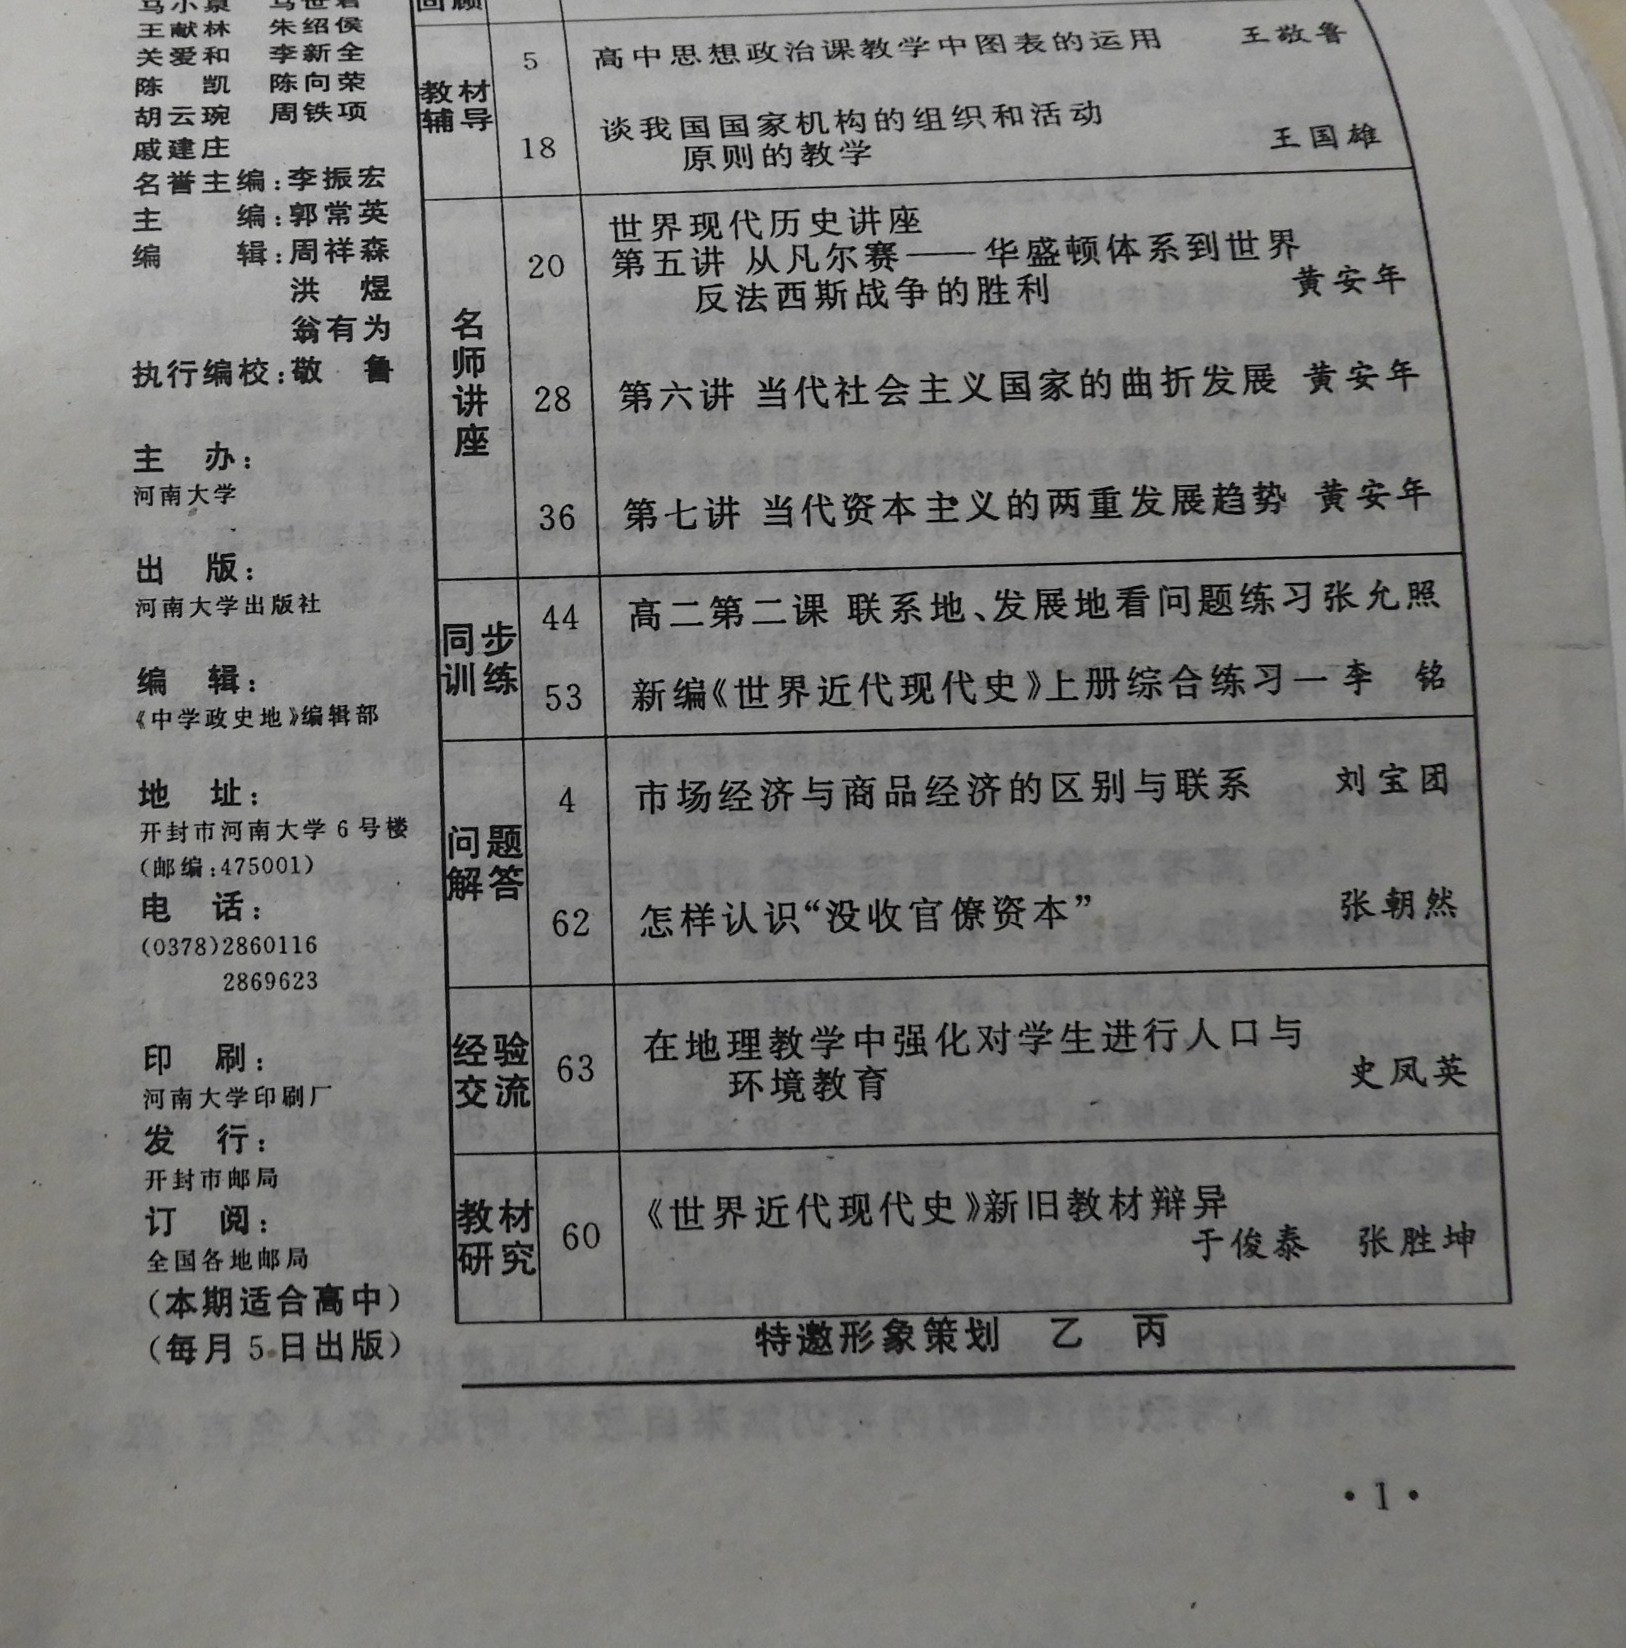 王献林 朱绍侯
关爱和 李新全
陈 凯 陈向荣
胡云琬 周铁项
戚建庄
名誉主编:李振宏
主 编:郭常英
编 辑:周祥森
洪 煜
翁有为
执行编校:敬 鲁
主 办:
河南大学
出 版:
河南大学出版社
编 辑:
《中学政史地》编辑部
地 址:
开封市河南大学6号楼
(邮编:475001)
电 话:
(0378)2860116
2869623
印 刷:
河南大学印刷厂
发 行:
开封市邮局
订 阅:
全国各地邮局
(本期适合高中)
(每月5日出版)
回顾
教材
辅导
5 高中思想政治课教学中图表的运用 王敬鲁
18 谈我国国家机构的组织和活动
原则的教学 王国雄
名师讲座
世界现代历史讲座
20 第五讲 从凡尔赛——华盛顿体系到世界
反法西斯战争的胜利 黄安年
28 第六讲 当代社会主义国家的曲折发展 黄安年
36 第七讲 当代资本主义的两重发展趋势 黄安年
同步
训练
44 高二第二课 联系地、发展地看问题练习 张允照
53 新编《世界近代现代史》上册综合练习一 李 铭
问题
解答
4 市场经济与商品经济的区别与联系 刘宝团
62 怎样认识“没收官僚资本” 张朝然
经验
交流
63 在地理教学中强化对学生进行人口与
环境教育 史凤英
教材
研究
60 《世界近代现代史》新旧教材辩异
于俊泰 张胜坤
特邀形象策划 乙 丙
·1·